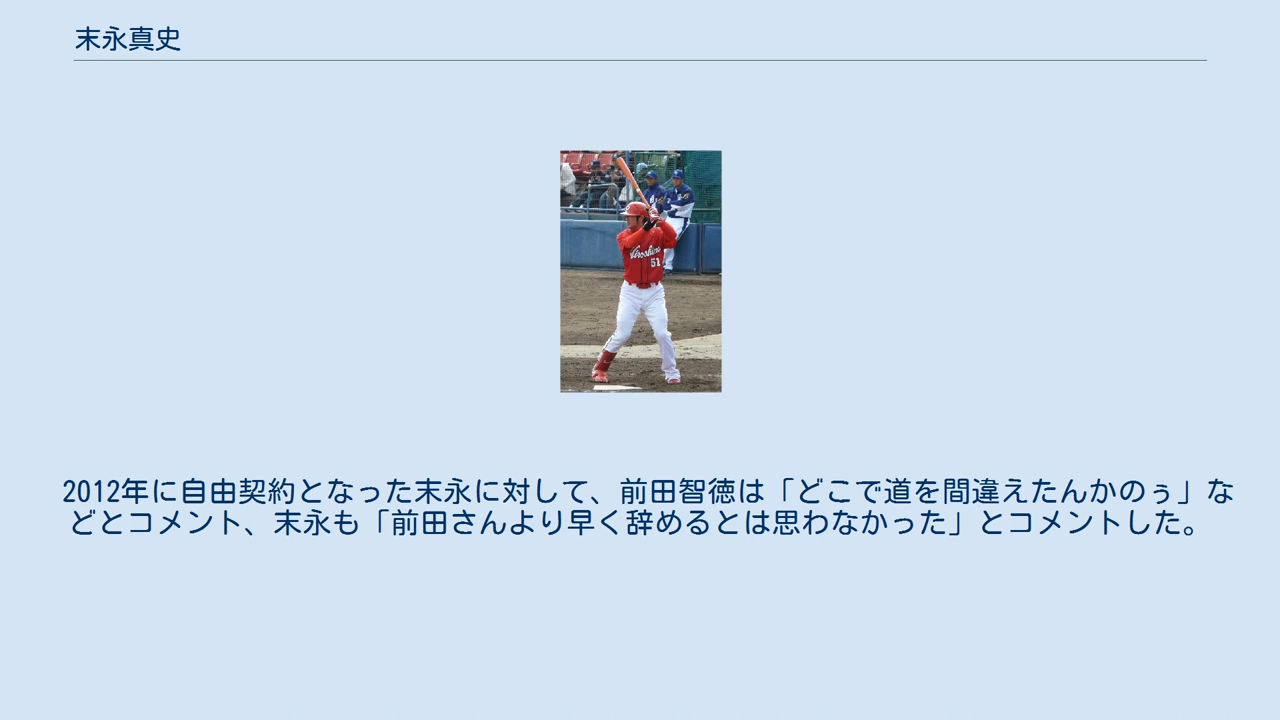 末永真史
Hiroshima
51
2012年に自由契約となった末永に対して、前田智徳は「どこで道を間違えたんかのぅ」な
どとコメント、末永も「前田さんより早く辞めるとは思わなかった」とコメントした。